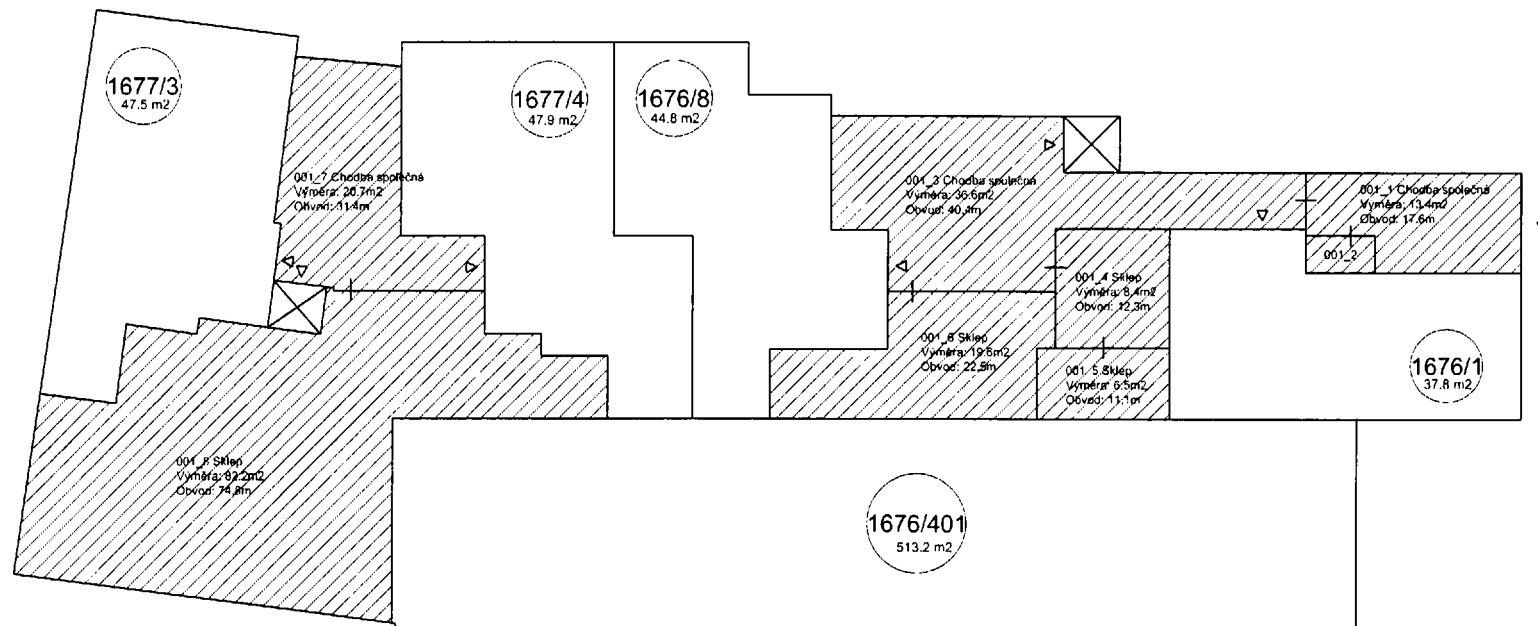 1677/3
47.5 m2
1677/4
47.9 m2
1676/8
44.8 m2
001_7 Chodba společná
Výměra: 20.7m2
Obvod: 31.4m
001_3 Chodba společná
Výměra: 36.6m2
Obvod: 40.4m
001_1 Chodba společná
Výměra: 13.4m2
Obvod: 17.6m
001_2
001_4 Sklep
Výměra: 8.4m2
Obvod: 12.3m
001_6 Sklep
Výměra: 19.6m2
Obvod: 22.5m
001_5 Sklep
Výměra: 6.5m2
Obvod: 11.1m
1676/1
37.8 m2
001_8 Sklep
Výměra: 82.2m2
Obvod: 74.8m
1676/401
513.2 m2